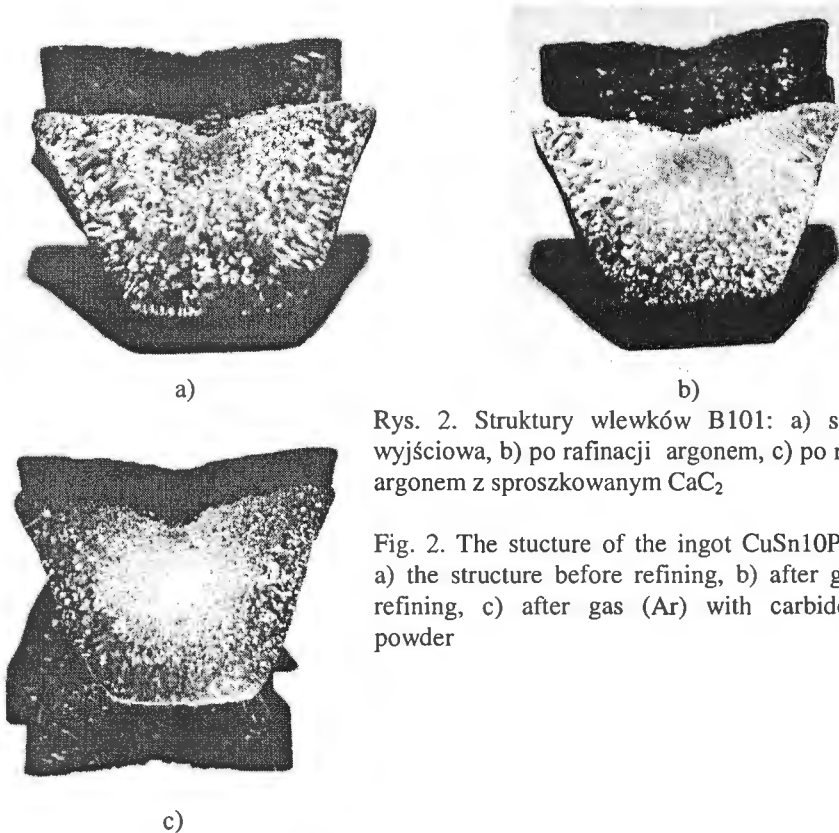 a)
b)
Rys. 2. Struktury wlewków B101: a) s
wyjściowa, b) po rafinacji argonem, c) po
argonem z sproszkowanym CaC₂
Fig. 2. The stucture of the ingot CuSn10P
a) the structure before refining, b) after g
refining, c) after gas (Ar) with carbid
powder
c)